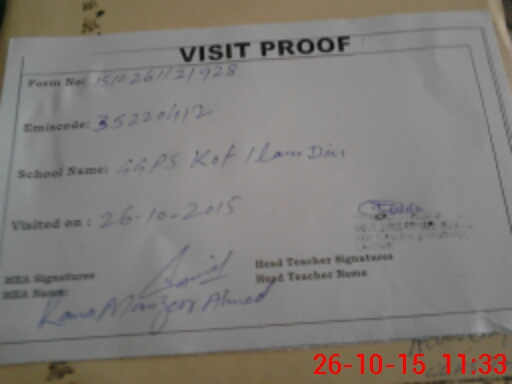 VISIT PROOF
Form No: 1510261121928
Emiscode: 35220412
School Name: GGPS Kot Ilam Din
Visited on : 26-10-2015
Head Teacher Signatures
MEA Signatures
Head Teacher Name
MEA Name: Rana Manzoor Ahmed
26-10-15 11:33